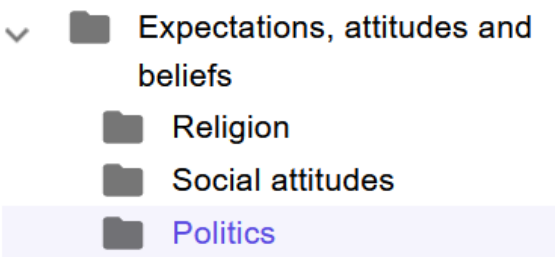 Expectations, attitudes and
beliefs
Religion
Social attitudes
Politics